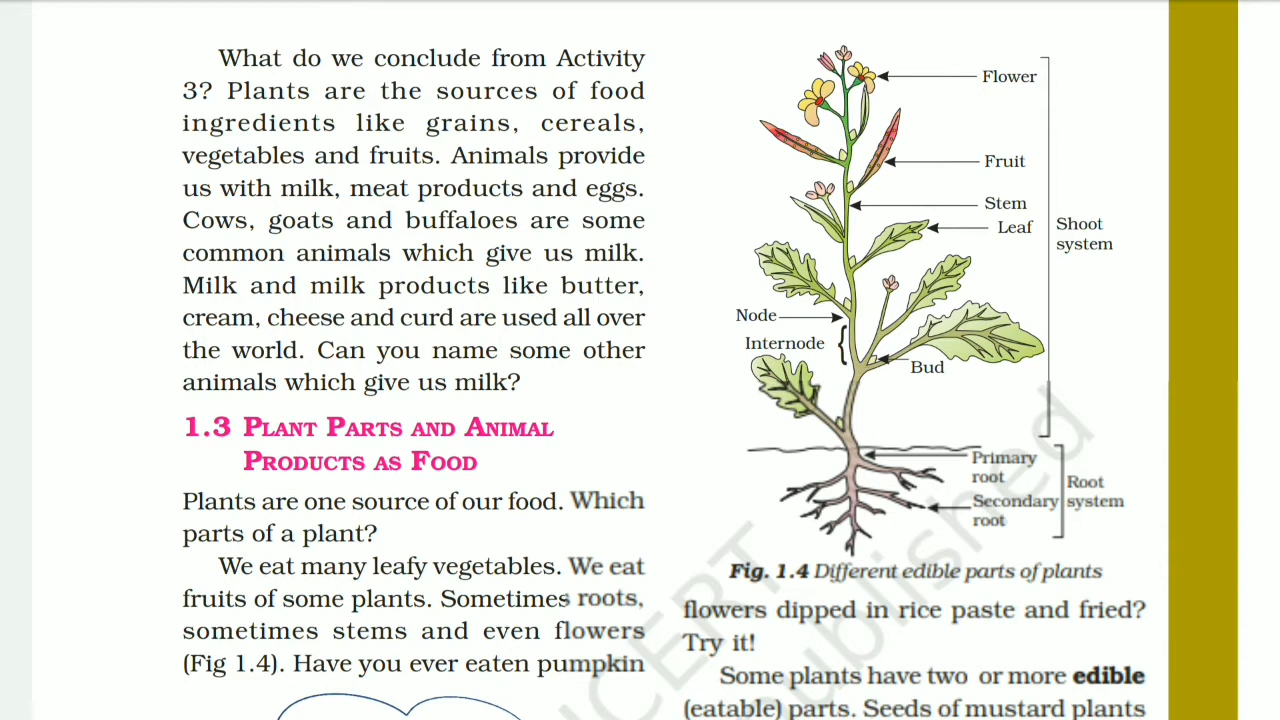 What do we conclude from Activity
3? Plants are the sources of food
ingredients like grains, cereals,
vegetables and fruits. Animals provide
us with milk, meat products and eggs.
Cows, goats and buffaloes are some
common animals which give us milk.
Milk and milk products like butter,
cream, cheese and curd are used all over
the world. Can you name some other
animals which give us milk?
1.3 PLANT PARTS AND ANIMAL
PRODUCTS AS FOOD
Plants are one source of our food. Which
parts of a plant?
We eat many leafy vegetables. We eat
fruits of some plants. Sometimes roots,
sometimes stems and even flowers
(Fig 1.4). Have you ever eaten pumpkin
Flower
Fruit
Stem
Leaf
Shoot
system
Node
Internode
Bud
Primary
root
Secondary
root
Root
system
Fig. 1.4 Different edible parts of plants
flowers dipped in rice paste and fried?
Try it!
Some plants have two or more edible
(eatable) parts. Seeds of mustard plants
NCERT
published